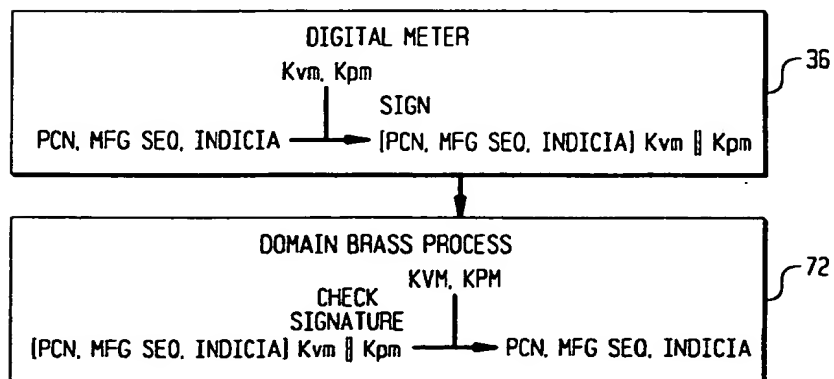 DIGITAL METER
Kvm, Kpm
SIGN
PCN, MFG SEQ, INDICIA
(PCN, MFG SEQ, INDICIA) Kvm || Kpm
36
DOMAIN BRASS PROCESS
KVM, KPM
CHECK
SIGNATURE
(PCN, MFG SEQ, INDICIA) Kvm || Kpm
PCN, MFG SEQ, INDICIA
72